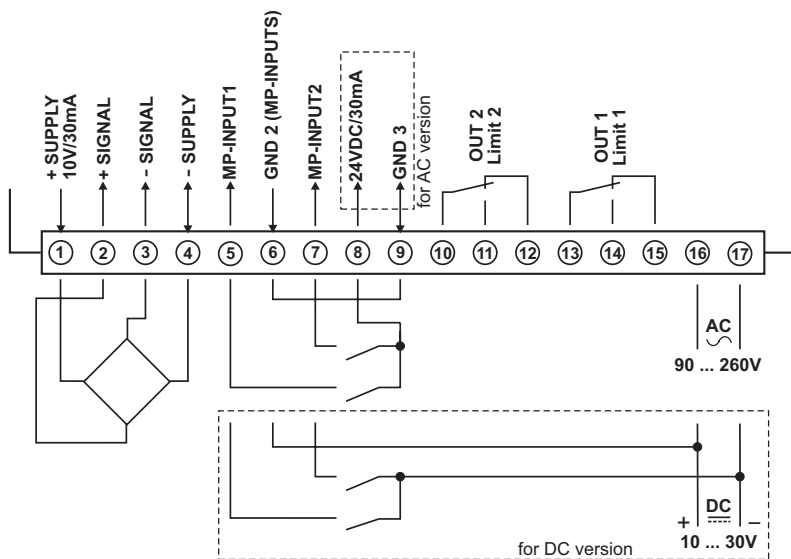 + SUPPLY
10V/30mA
+ SIGNAL
- SIGNAL
- SUPPLY
MP-INPUT1
GND 2 (MP-INPUTS)
MP-INPUT2
24VDC/30mA
GND 3
for AC version
OUT 2
Limit 2
OUT 1
Limit 1
1 2 3 4 5 6 7 8 9 10 11 12 13 14 15 16 17
AC
90 ... 260V
+ DC −
10 ... 30V
for DC version